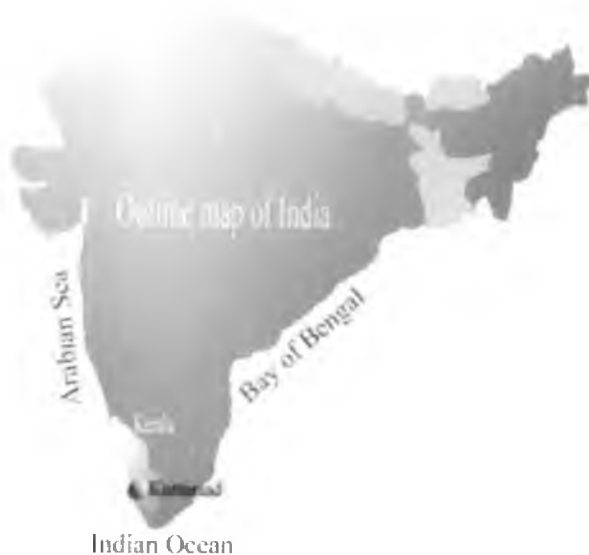 Outline map of India
Arabian Sea
Bay of Bengal
Kerala
Kuttanad
Indian Ocean